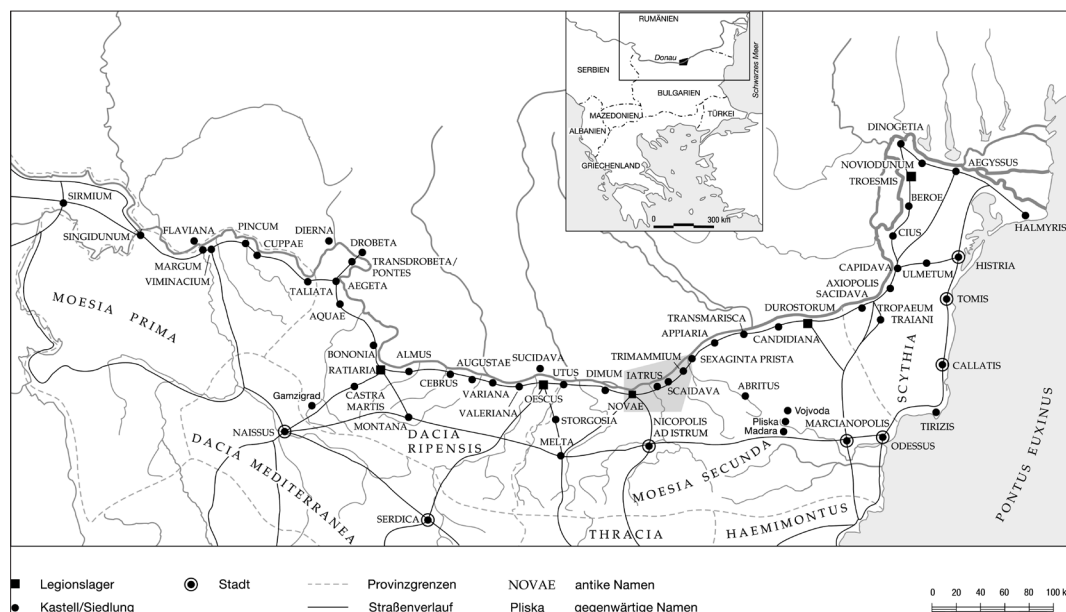 RUMÄNIEN
Donau
SERBIEN
Schwarzes Meer
BULGARIEN
MAZEDONIEN
TÜRKEI
ALBANIEN
GRIECHENLAND
0 300 km
DINOGETIA
NOVIODUNUM
AEGYSSUS
TROESMIS
BEROE
HALMYRIS
CIUS
CAPIDAVA
ULMETUM
HISTRIA
AXIOPOLIS
SACIDAVA
TOMIS
DUROSTORUM
TROPAEUM
TRAIANI
TRANSMARISCA
APPIARIA
CANDIDIANA
SIRMIUM
SINGIDUNUM
FLAVIANA
PINCUM
CUPPAE
DIERNA
DROBETA
TRANSDROBETA/
PONTES
MARGUM
VIMINACIUM
TALIATA
AEGETA
AQUAE
MOESIA PRIMA
BONONIA
RATIARIA
ALMUS
AUGUSTAE
SUCIDAVA
CEBRUS
UTUS
DIMUM
IATRUS
TRIMAMMIUM
SEXAGINTA PRISTA
SCAIDAVA
VARIANA
VALERIANA
OESCUS
NOVAE
ABRITUS
SCYTHIA
CALLATIS
Gamzigrad
CASTRA
MARTIS
MONTANA
STORGOSIA
NICOPOLIS
AD ISTRUM
Vojvoda
Pliska
Madara
MARCIANOPOLIS
TIRIZIS
ODESSUS
NAISSUS
DACIA
RIPENSIS
MELTA
MOESIA SECUNDA
DACIA MEDITERRANEA
SERDICA
THRACIA
HAEMIMONTUS
PONTUS EUXINUS
Legionslager Stadt Provinzgrenzen NOVAE antike Namen
Kastell/Siedlung Straßenverlauf Pliska gegenwärtige Namen
0 20 40 60 80 100 k